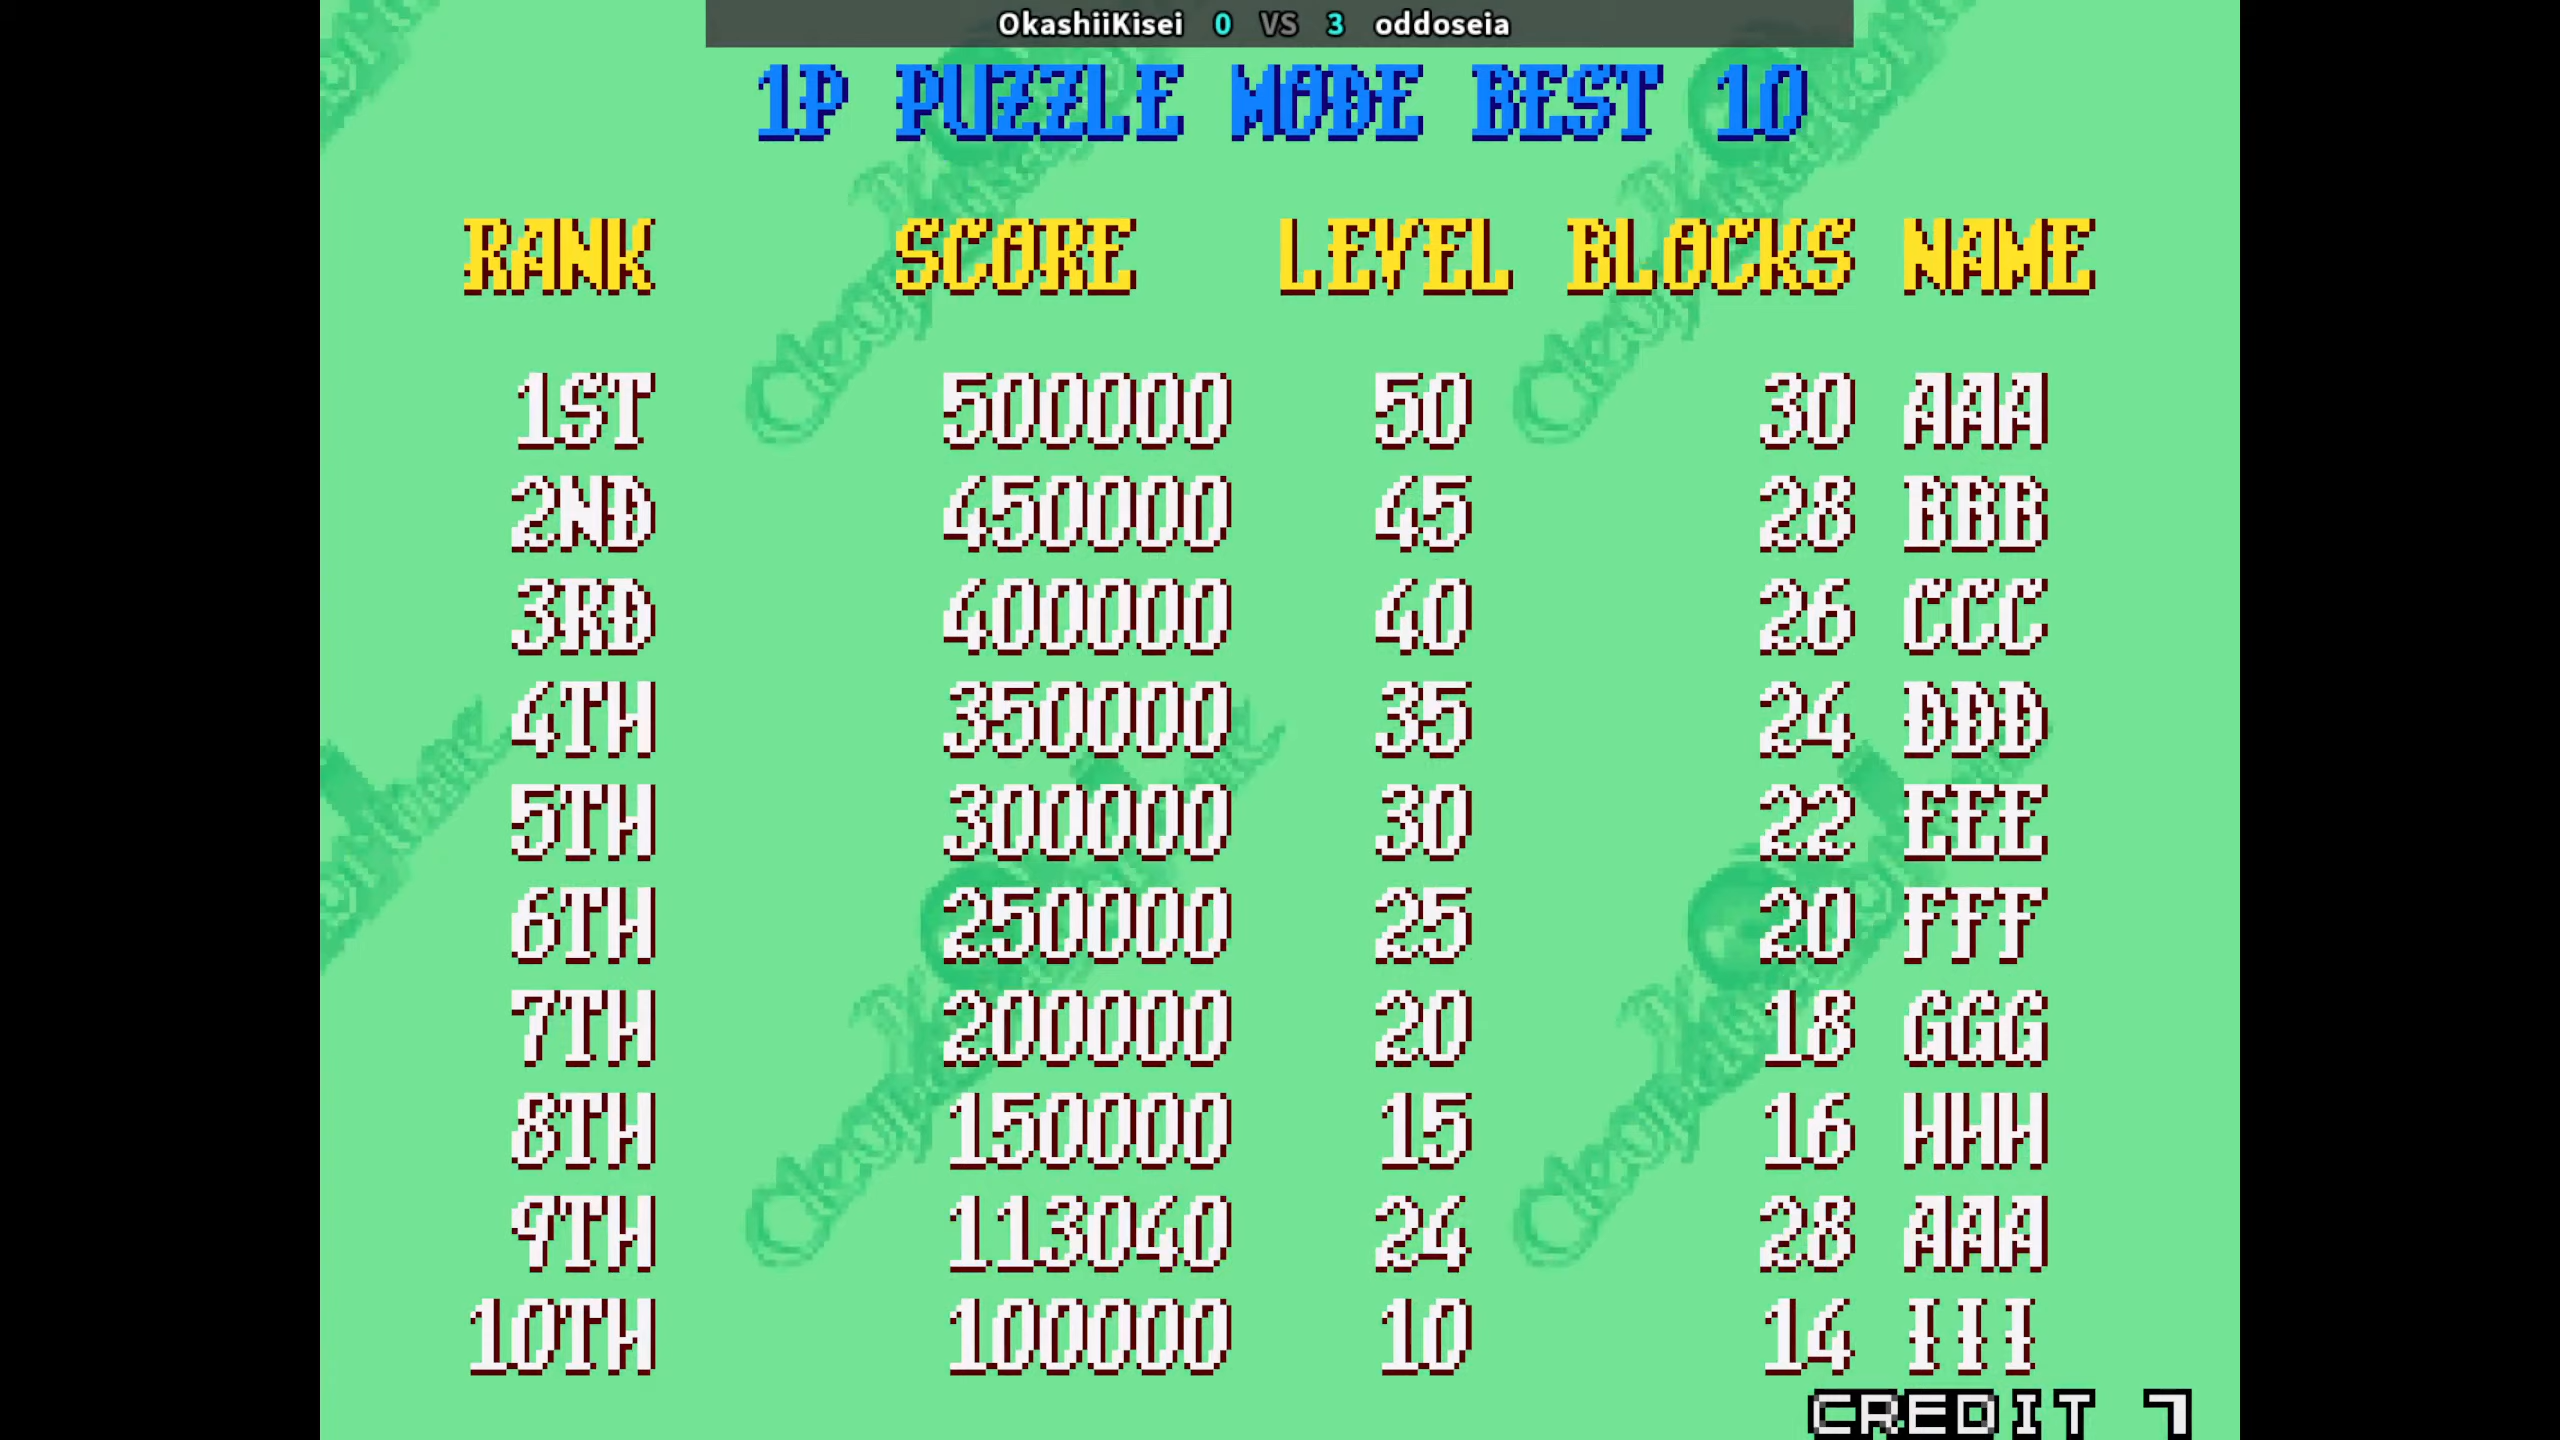 OkashiiKisei 0 VS 3 oddoseia
1P PUZZLE MODE BEST 10
RANK SCORE LEVEL BLOCKS NAME
1ST 500000 50 30 AAA
2ND 450000 45 28 BBB
3RD 400000 40 26 CCC
4TH 350000 35 24 DDD
5TH 300000 30 22 EEE
6TH 250000 25 20 FFF
7TH 200000 20 18 GGG
8TH 150000 15 16 HHH
9TH 113040 24 28 AAA
10TH 100000 10 14 III
CREDIT 7